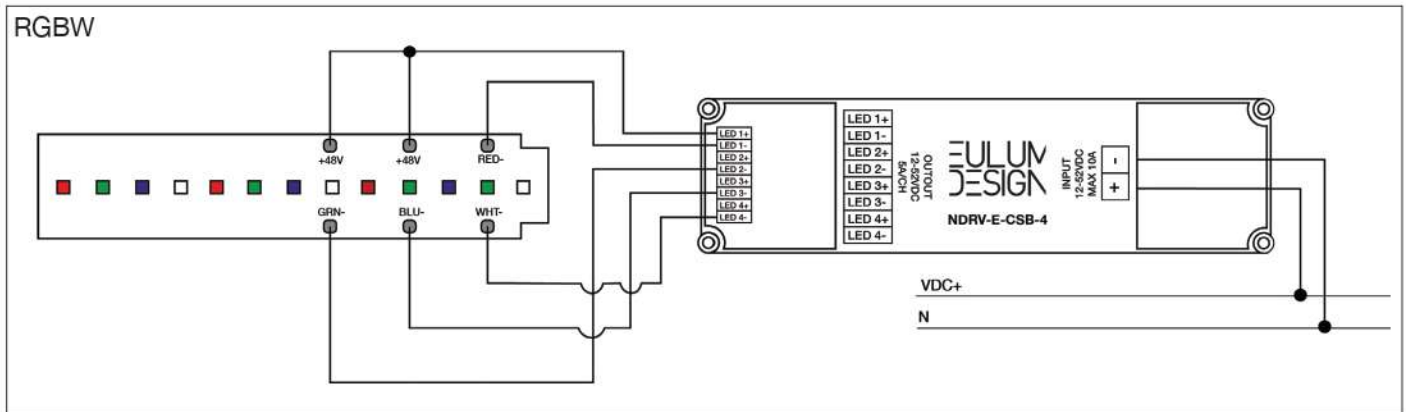 RGBW
+48V
+48V
RED-
GRN-
BLU-
WHT-
LED 1+
LED 1-
LED 2+
LED 2-
LED 3+
LED 3-
LED 4+
LED 4-
LED 1+
LED 1-
LED 2+
LED 2-
LED 3+
LED 3-
LED 4+
LED 4-
OUTOUT
12-52VDC
5A/CH
EULUM
DESIGN
NDRV-E-CSB-4
INPUT
12-52VDC
MAX 10A
-
+
VDC+
N